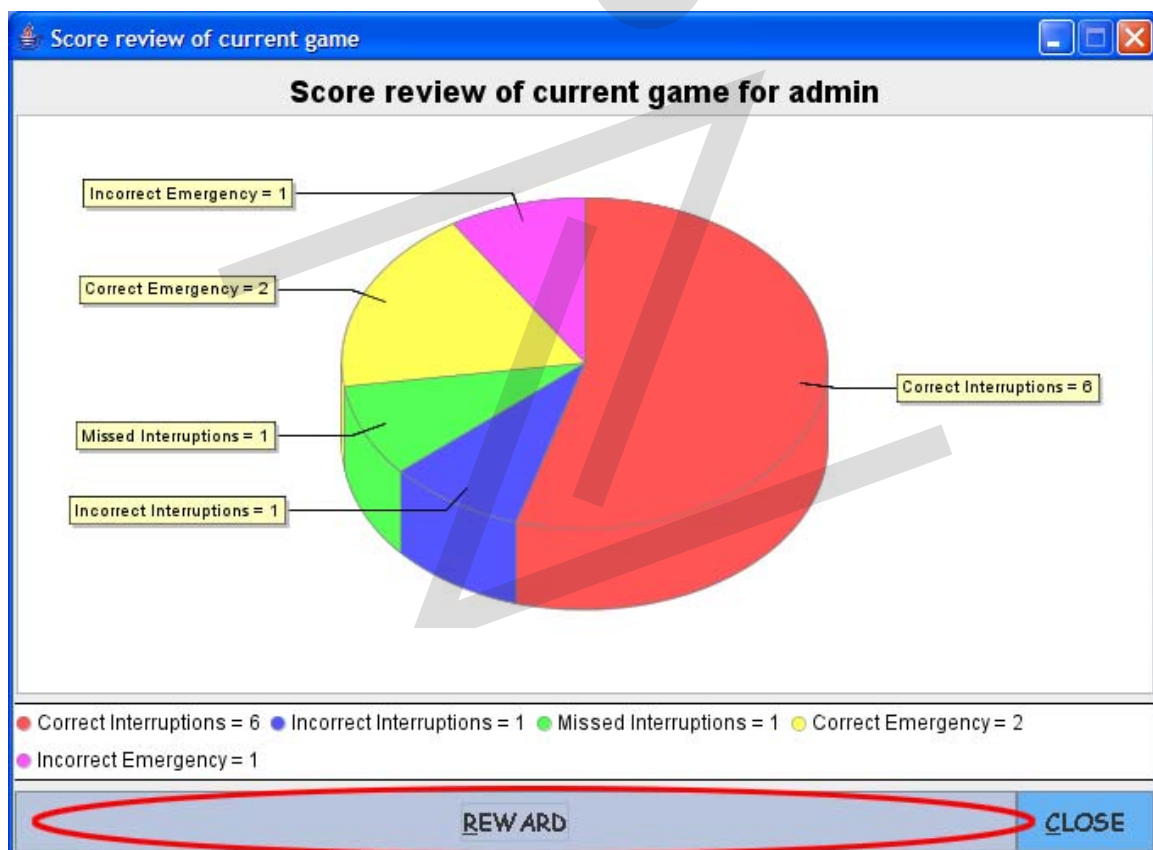 Score review of current game
Score review of current game for admin
Incorrect Emergency = 1
Correct Emergency = 2
Correct Interruptions = 6
Missed Interruptions = 1
Incorrect Interruptions = 1
Correct Interruptions = 6 Incorrect Interruptions = 1 Missed Interruptions = 1 Correct Emergency = 2
Incorrect Emergency = 1
REWARD CLOSE